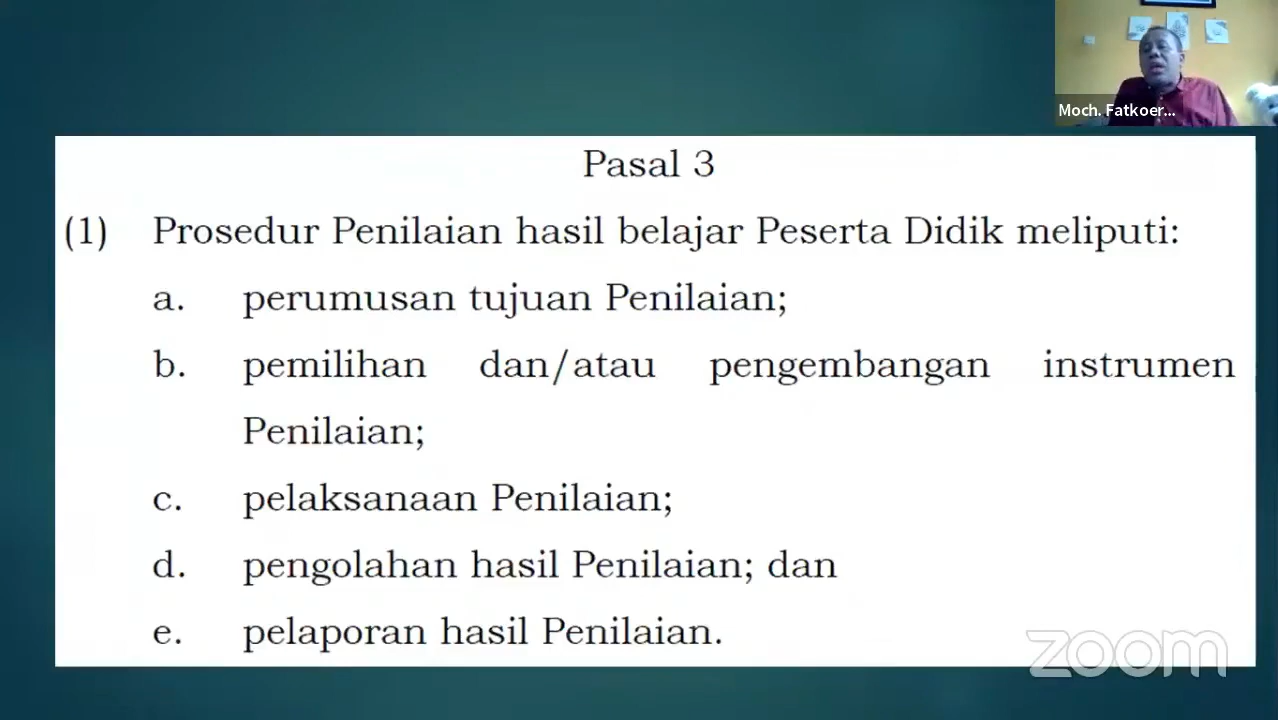 Moch. Fatkoer...
Pasal 3
(1) Prosedur Penilaian hasil belajar Peserta Didik meliputi:
a. perumusan tujuan Penilaian;
b. pemilihan dan/atau pengembangan instrumen
Penilaian;
c. pelaksanaan Penilaian;
d. pengolahan hasil Penilaian; dan
e. pelaporan hasil Penilaian.
zoom